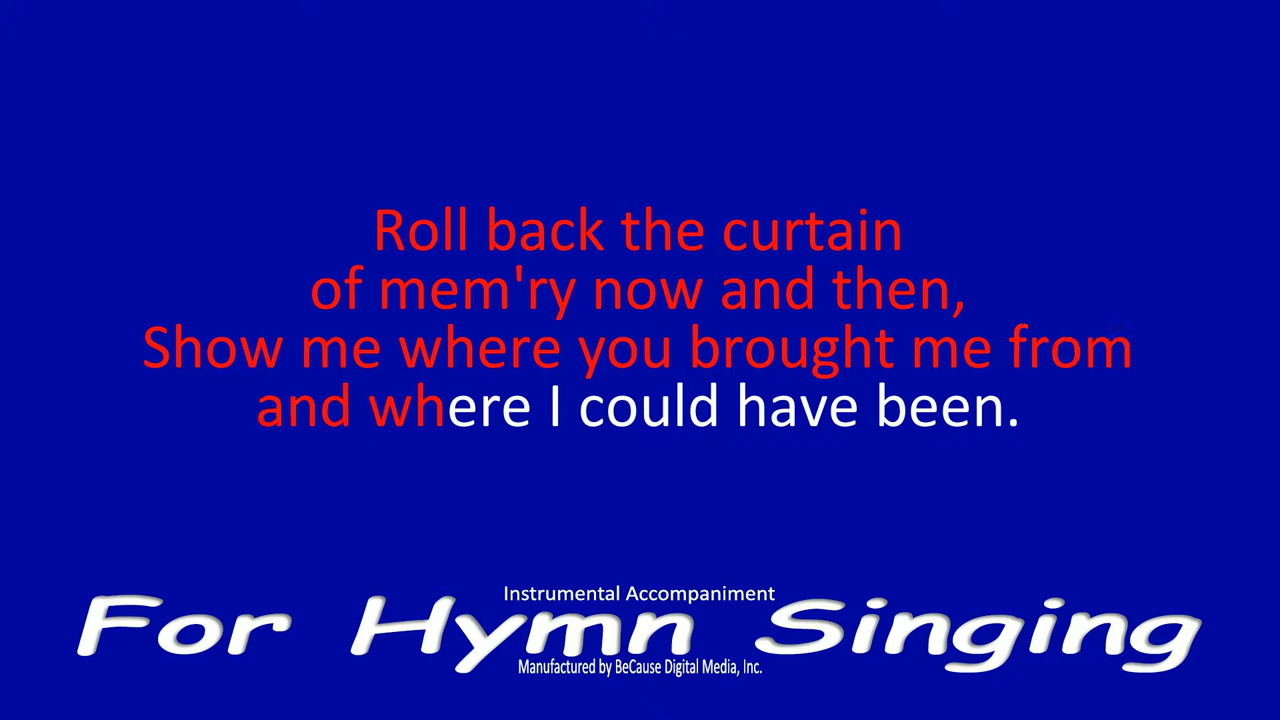 Roll back the curtain
of mem'ry now and then,
Show me where you brought me from
and where I could have been.
Instrumental Accompaniment
For Hymn Singing
Manufactured by BeCause Digital Media, Inc.